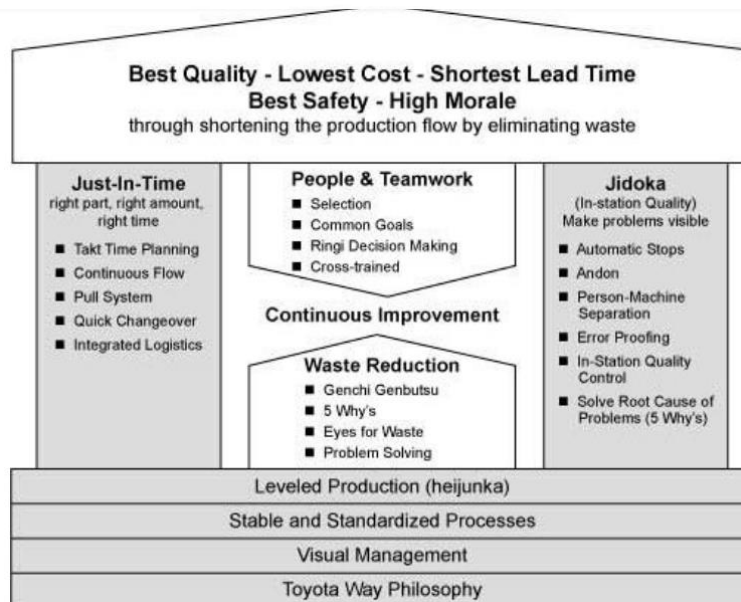 Best Quality - Lowest Cost - Shortest Lead Time
Best Safety - High Morale
through shortening the production flow by eliminating waste
Just-In-Time
right part, right amount,
right time
■ Takt Time Planning
■ Continuous Flow
■ Pull System
■ Quick Changeover
■ Integrated Logistics
People & Teamwork
■ Selection
■ Common Goals
■ Ringi Decision Making
■ Cross-trained
Continuous Improvement
Waste Reduction
■ Genchi Genbutsu
■ 5 Why's
■ Eyes for Waste
■ Problem Solving
Jidoka
(In-station Quality)
Make problems visible
■ Automatic Stops
■ Andon
■ Person-Machine
Separation
■ Error Proofing
■ In-Station Quality
Control
■ Solve Root Cause of
Problems (5 Why's)
Leveled Production (heijunka)
Stable and Standardized Processes
Visual Management
Toyota Way Philosophy